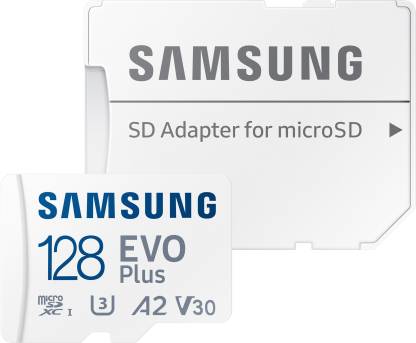 SAMSUNG
SD Adapter for microSD
SAMSUNG
128 EVO
Plus
micro SD XC I U3 A2 V30